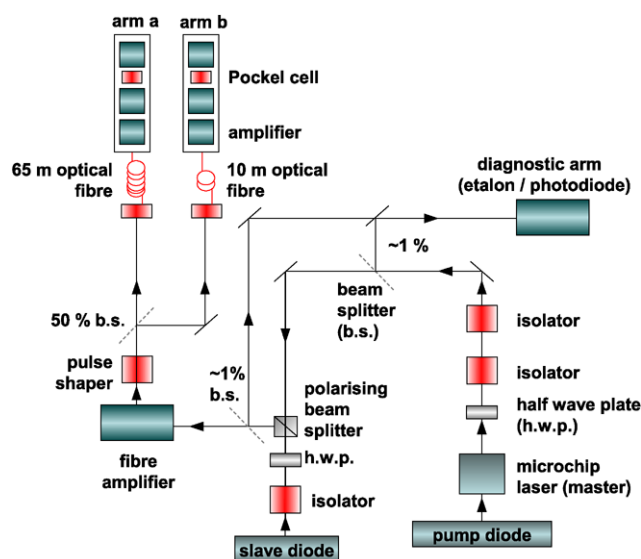 arm a
arm b
Pockel cell
amplifier
65 m optical
fibre
10 m optical
fibre
diagnostic arm
(etalon / photodiode)
~1 %
beam
splitter
(b.s.)
isolator
isolator
50 % b.s.
pulse
shaper
~1%
b.s.
polarising
beam
splitter
half wave plate
(h.w.p.)
h.w.p.
fibre
amplifier
microchip
laser (master)
isolator
slave diode
pump diode